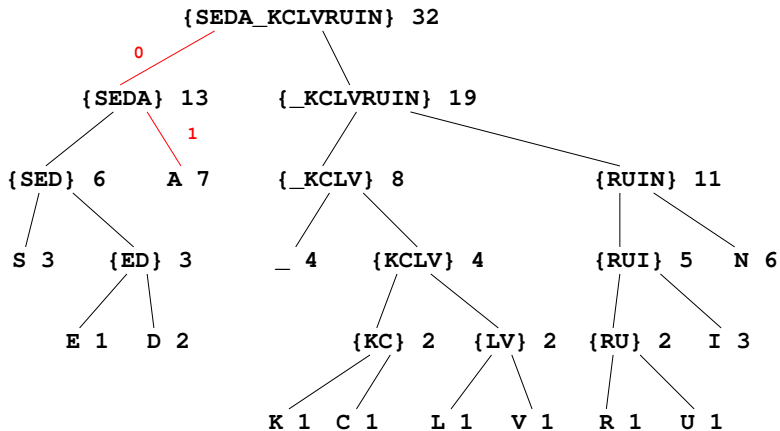 {SEDA_KCLVRUIN} 32
0
{SEDA} 13 {_KCLVRUIN} 19
1
{SED} 6 A 7 {_KCLV} 8 {RUIN} 11
S 3 {ED} 3 _ 4 {KCLV} 4 {RUI} 5 N 6
E 1 D 2 {KC} 2 {LV} 2 {RU} 2 I 3
K 1 C 1 L 1 V 1 R 1 U 1